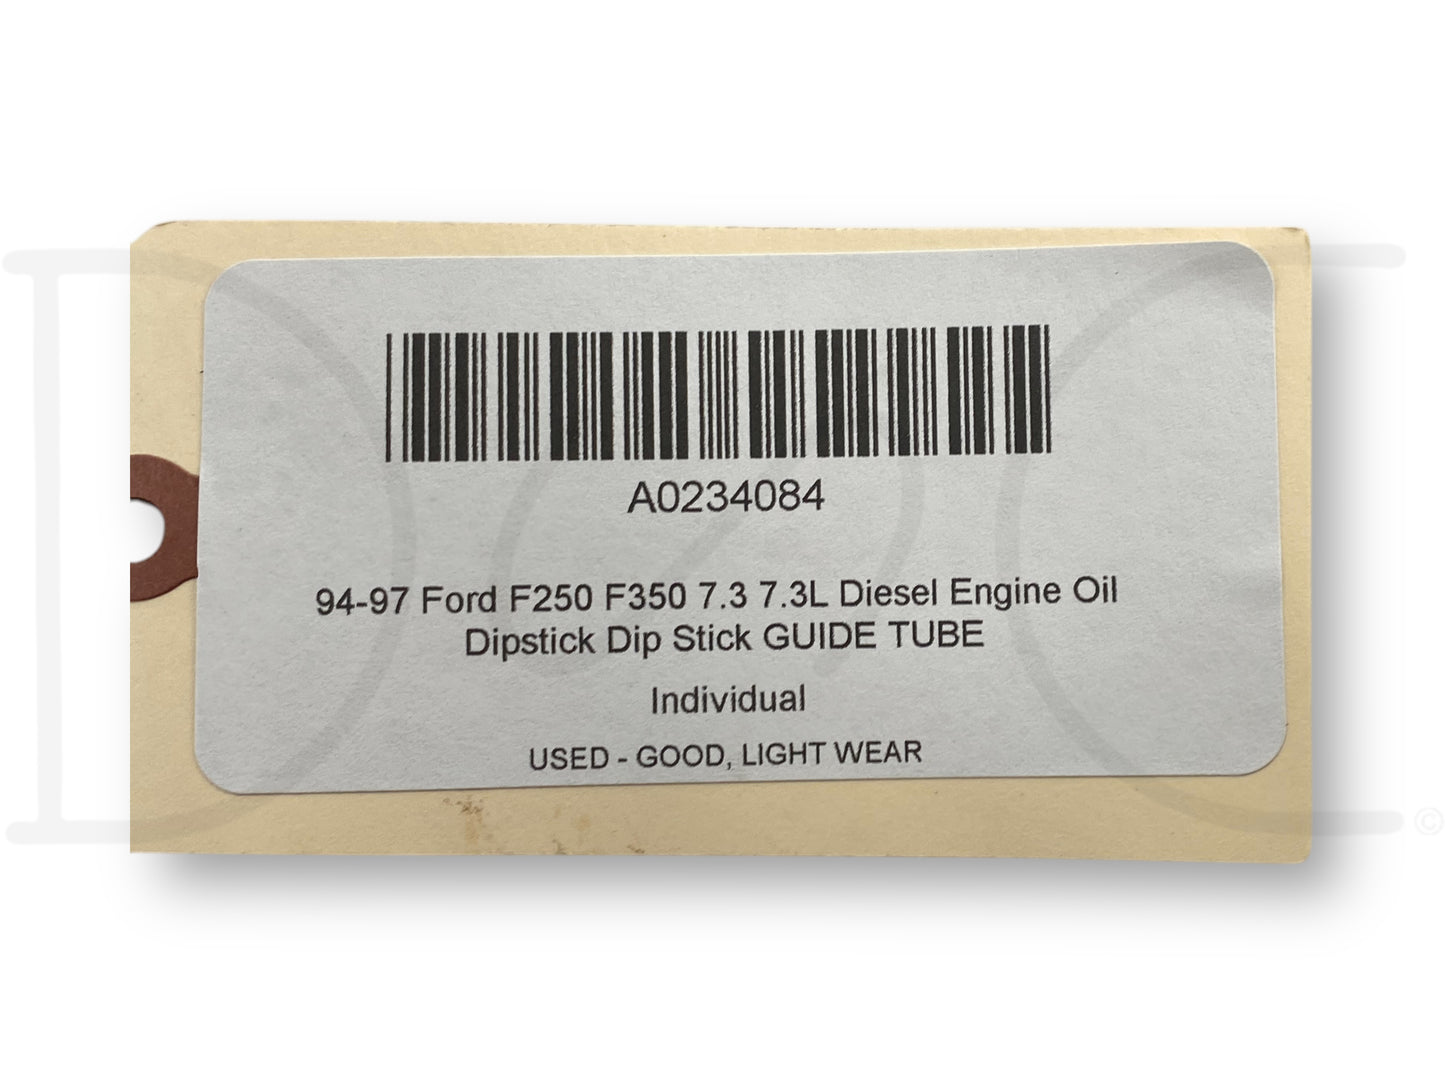 A0234084
94-97 Ford F250 F350 7.3 7.3L Diesel Engine Oil
Dipstick Dip Stick GUIDE TUBE
Individual
USED - GOOD, LIGHT WEAR
©